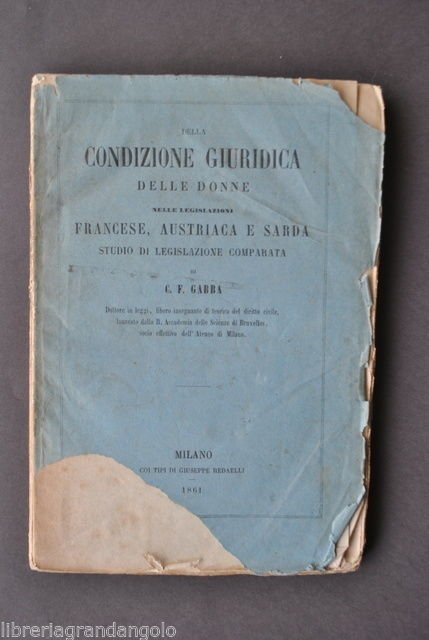 DELLA
CONDIZIONE GIURIDICA
DELLE DONNE
NELLE LEGISLAZIONI
FRANCESE, AUSTRIACA E SARDA
STUDIO DI LEGISLAZIONE COMPARATA
DI
C. F. GABBA
Dottore in leggi, libero insegnante di teorica del diritto civile,
laureato dalla R. Accademia delle Scienze di Bruxelles,
socio effettivo dell' Ateneo di Milano.
MILANO
COI TIPI DI GIUSEPPE REDAELLI
1861
libreriagrandangolo